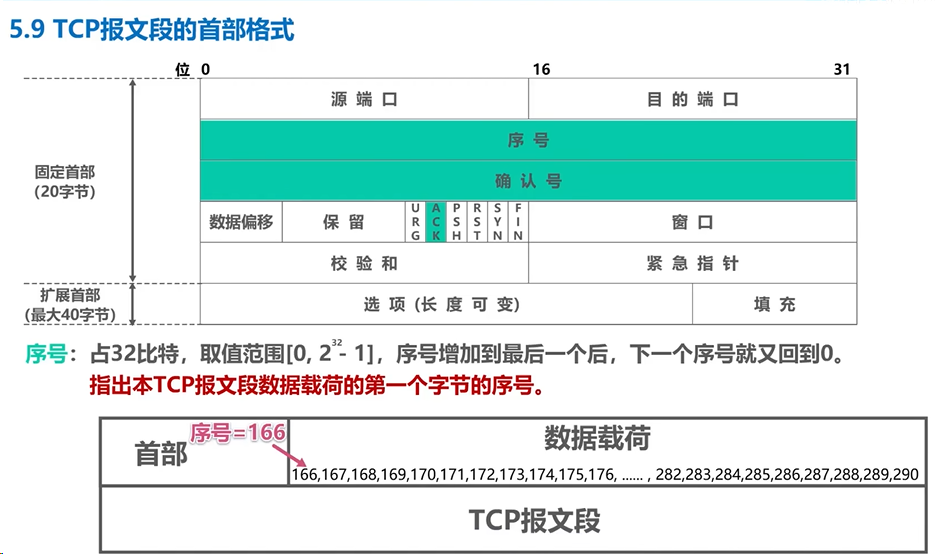 5.9 TCP报文段的首部格式
位 0 16 31
源 端 口 目 的 端 口
序 号
固定首部
(20字节)
确 认 号
数据偏移 保 留 URG ACK PSH RST SYN FIN 窗 口
校 验 和 紧 急 指 针
扩展首部
(最大40字节)
选 项 (长 度 可 变) 填 充
序号：占32比特，取值范围[0, 2³²- 1]，序号增加到最后一个后，下一个序号就又回到0。
指出本TCP报文段数据载荷的第一个字节的序号。
首部 序号=166 数据载荷
166,167,168,169,170,171,172,173,174,175,176, ...... , 282,283,284,285,286,287,288,289,290
TCP报文段